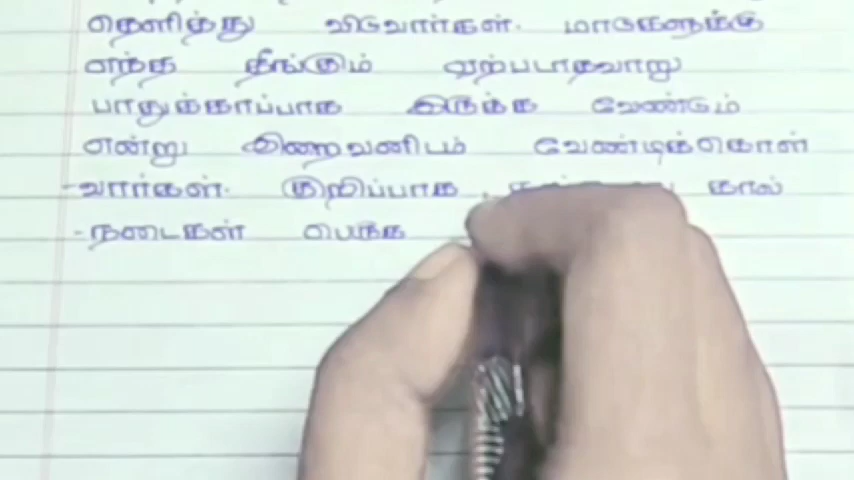 தெளித்து விடுவார்கள். மாடுகளுக்கு
எந்த தீங்கும் ஏற்படாதவாறு
பாதுக்காப்பாக இருக்க வேண்டும்
என்று இறைவனிடம் வேண்டிக்கொள்
-வார்கள். குறிப்பாக, கால்
-நடைகள் பெருக